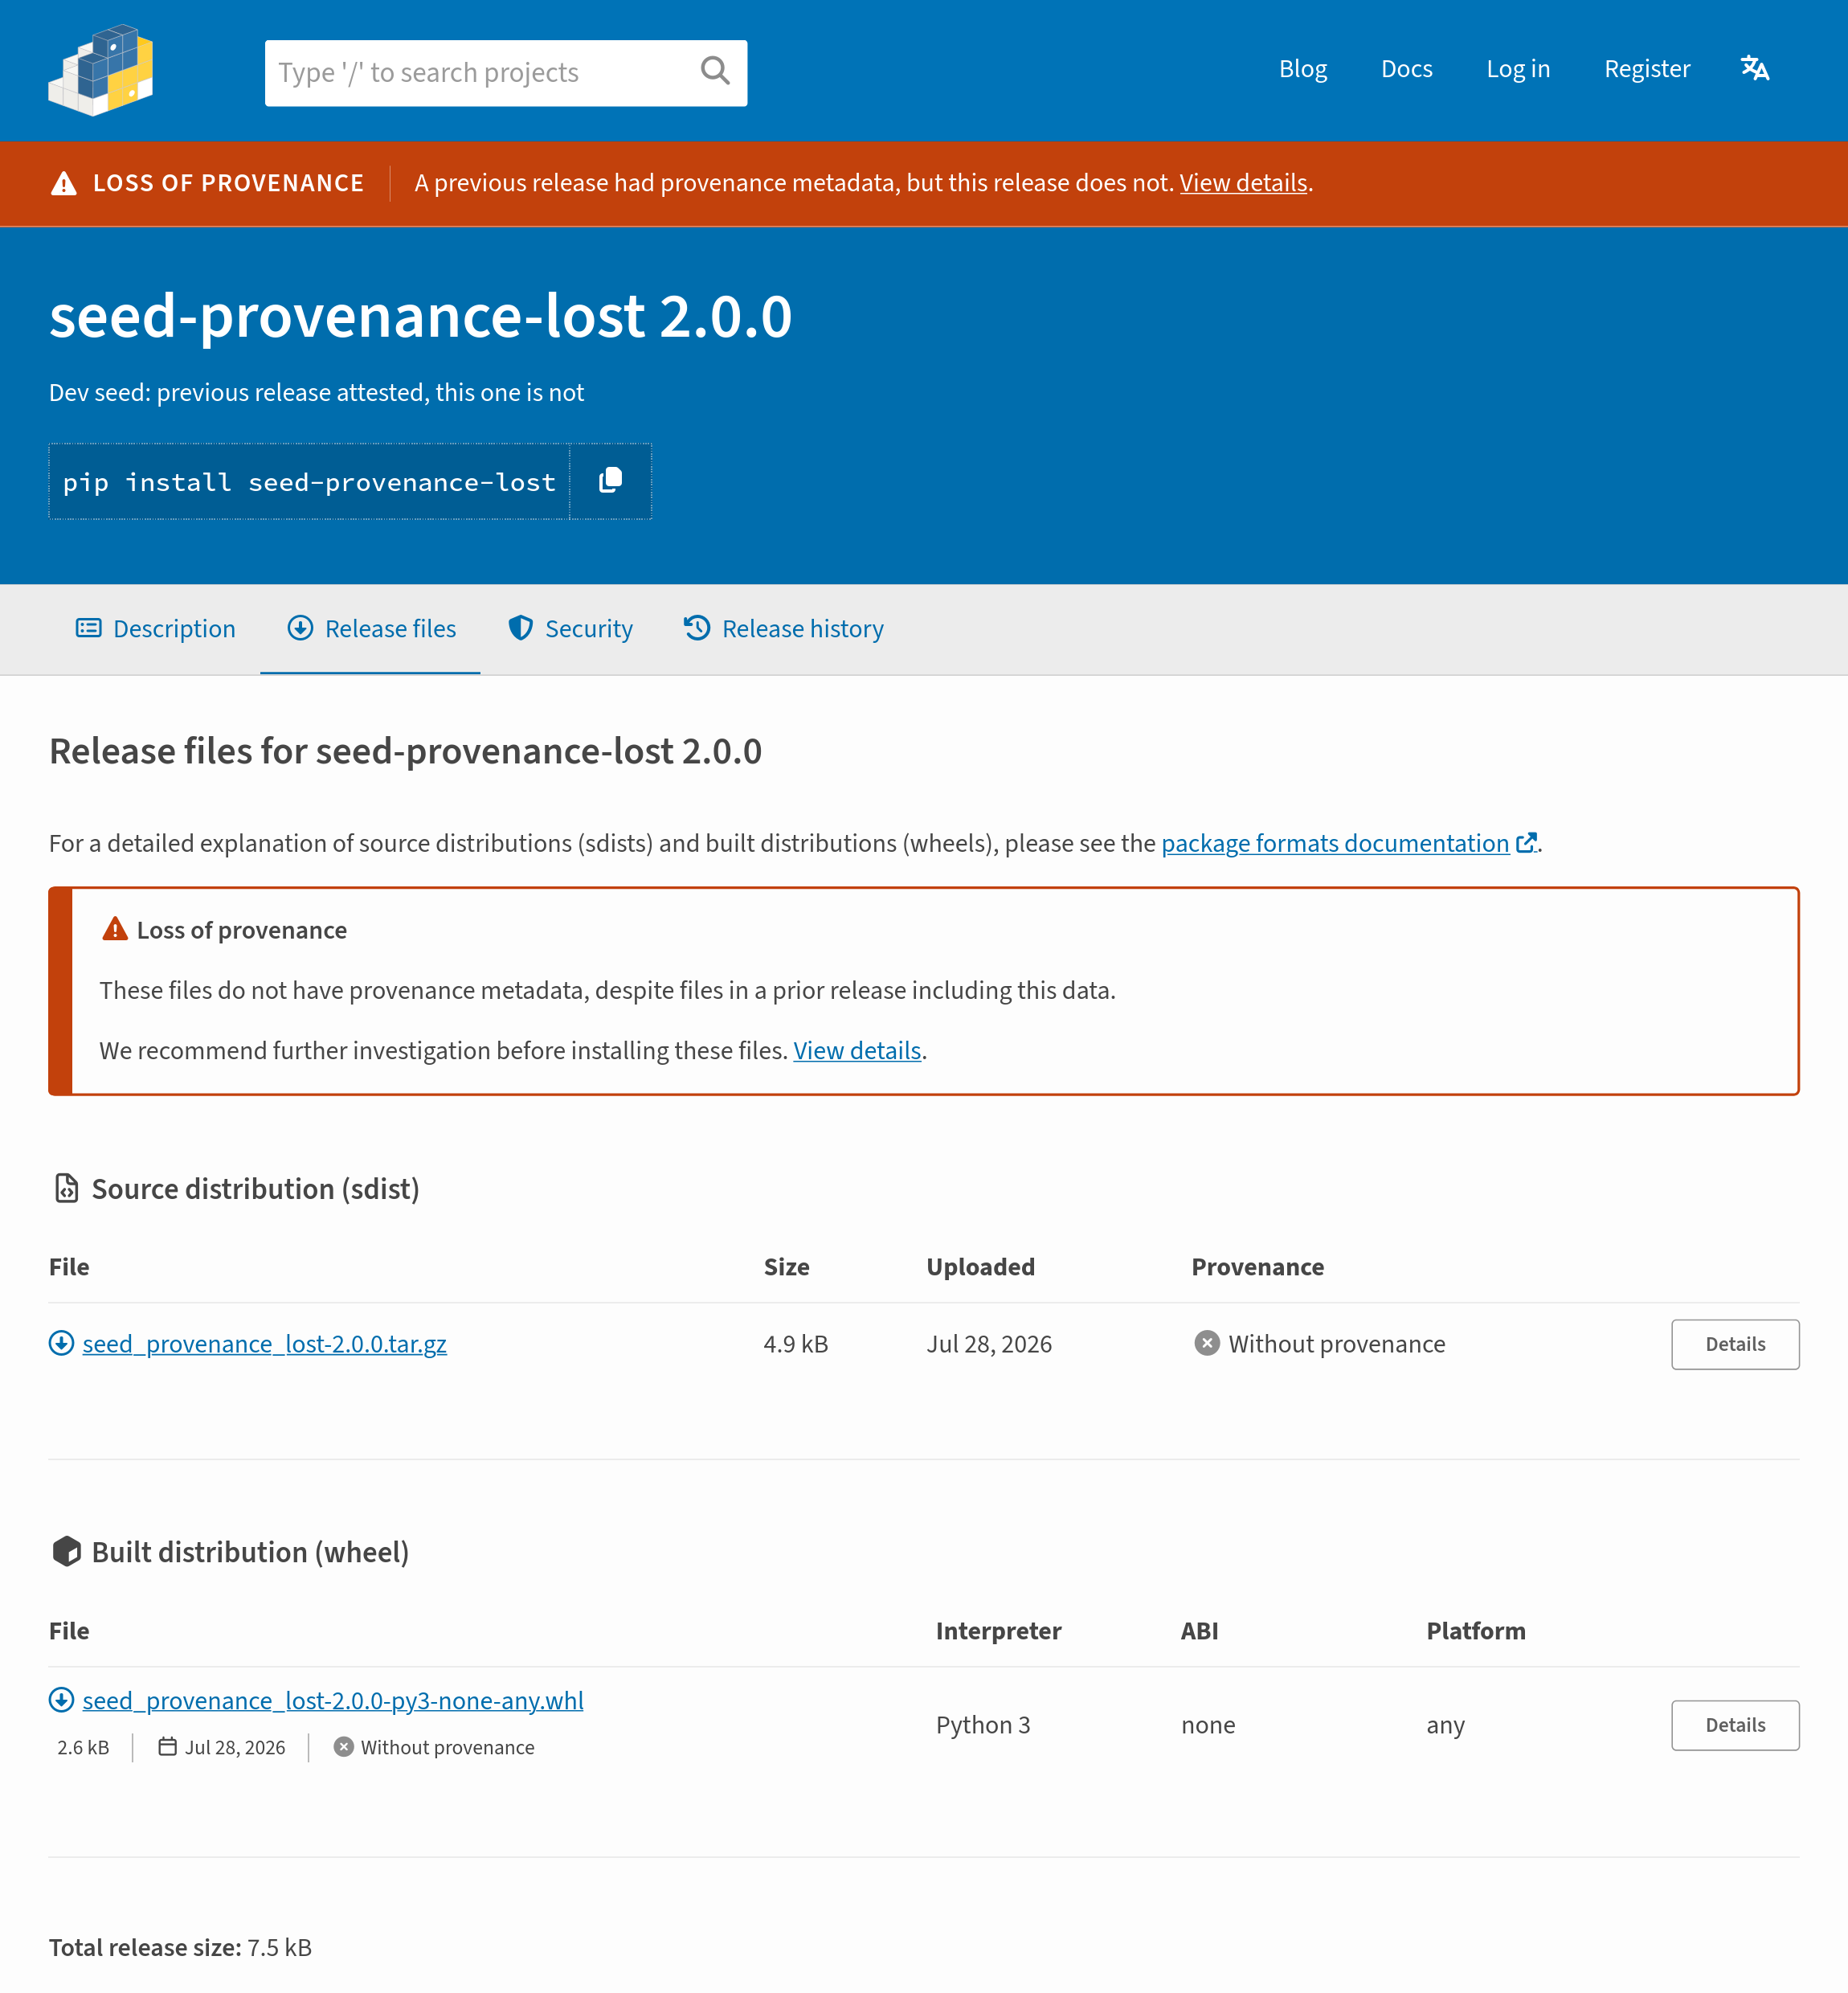 Type '/' to search projects
Blog Docs Log in Register
LOSS OF PROVENANCE A previous release had provenance metadata, but this release does not. View details.
seed-provenance-lost 2.0.0
Dev seed: previous release attested, this one is not
pip install seed-provenance-lost
Description Release files Security Release history
Release files for seed-provenance-lost 2.0.0
For a detailed explanation of source distributions (sdists) and built distributions (wheels), please see the package formats documentation.
Loss of provenance
These files do not have provenance metadata, despite files in a prior release including this data.
We recommend further investigation before installing these files. View details.
Source distribution (sdist)
File Size Uploaded Provenance
seed_provenance_lost-2.0.0.tar.gz 4.9 kB Jul 28, 2026 Without provenance Details
Built distribution (wheel)
File Interpreter ABI Platform
seed_provenance_lost-2.0.0-py3-none-any.whl
Python 3 none any Details
2.6 kB Jul 28, 2026 Without provenance
Total release size: 7.5 kB